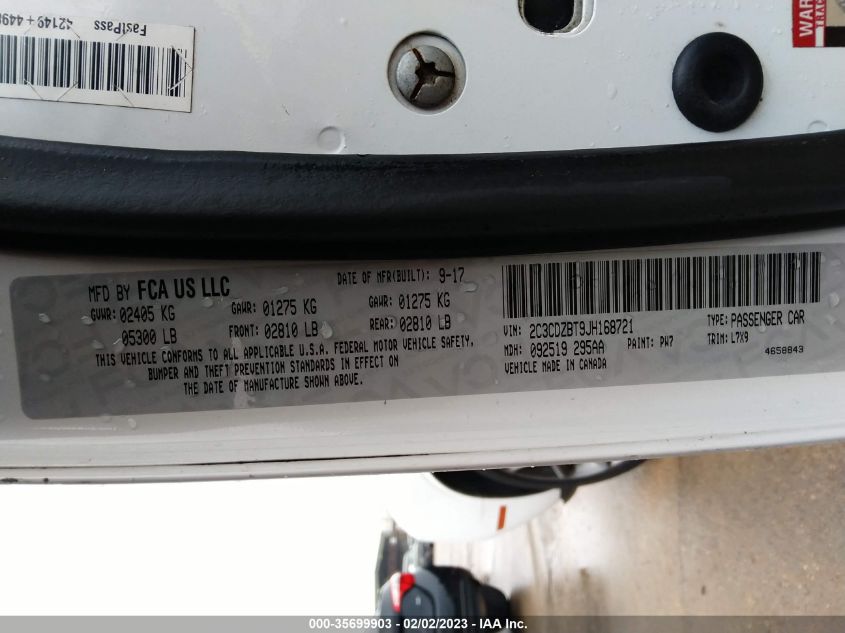 FastPass
WARN
MFD BY FCA US LLC
DATE OF MFR(BUILT): 9-17
GVWR: 02405 KG GAWR: 01275 KG GAWR: 01275 KG
05300 LB FRONT: 02810 LB REAR: 02810 LB
THIS VEHICLE CONFORMS TO ALL APPLICABLE U.S.A. FEDERAL MOTOR VEHICLE SAFETY,
BUMPER AND THEFT PREVENTION STANDARDS IN EFFECT ON
THE DATE OF MANUFACTURE SHOWN ABOVE.
VIN: 2C3CDZBT9JH168721 TYPE: PASSENGER CAR
MDH: 092519 295AA PAINT: PW7 TRIM: L7X9
VEHICLE MADE IN CANADA 4658843
000-35699903 — 02/02/2023 — IAA Inc.